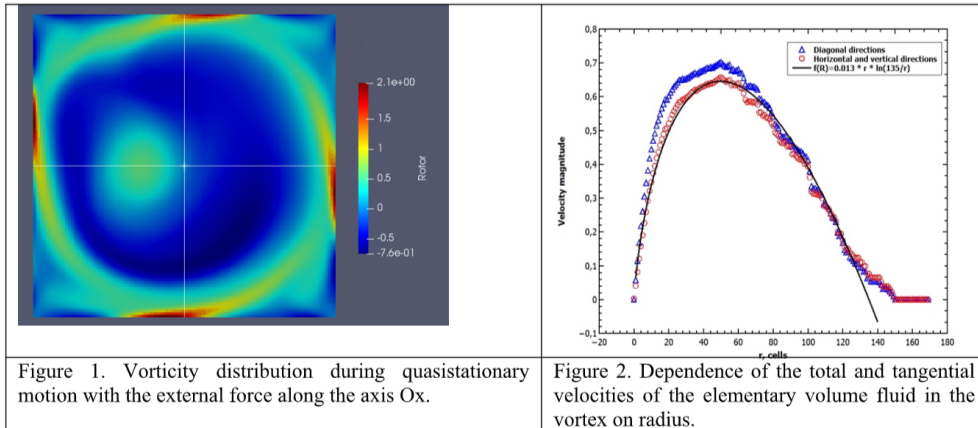 2.1e+00
1.5
1
0.5
0
-0.5
-7.6e-01
Rotor
0,8
0,7
0,6
0,5
0,4
0,3
0,2
0,1
0
−0,1
Velocity magnitude
Diagonal directions
Horizontal and vertical directions
f(R)=0.013 * r * ln(135/r)
−20 0 20 40 60 80 100 120 140 160 180
r, cells
Figure 1. Vorticity distribution during quasistationary
motion with the external force along the axis Ox.
Figure 2. Dependence of the total and tangential
velocities of the elementary volume fluid in the
vortex on radius.